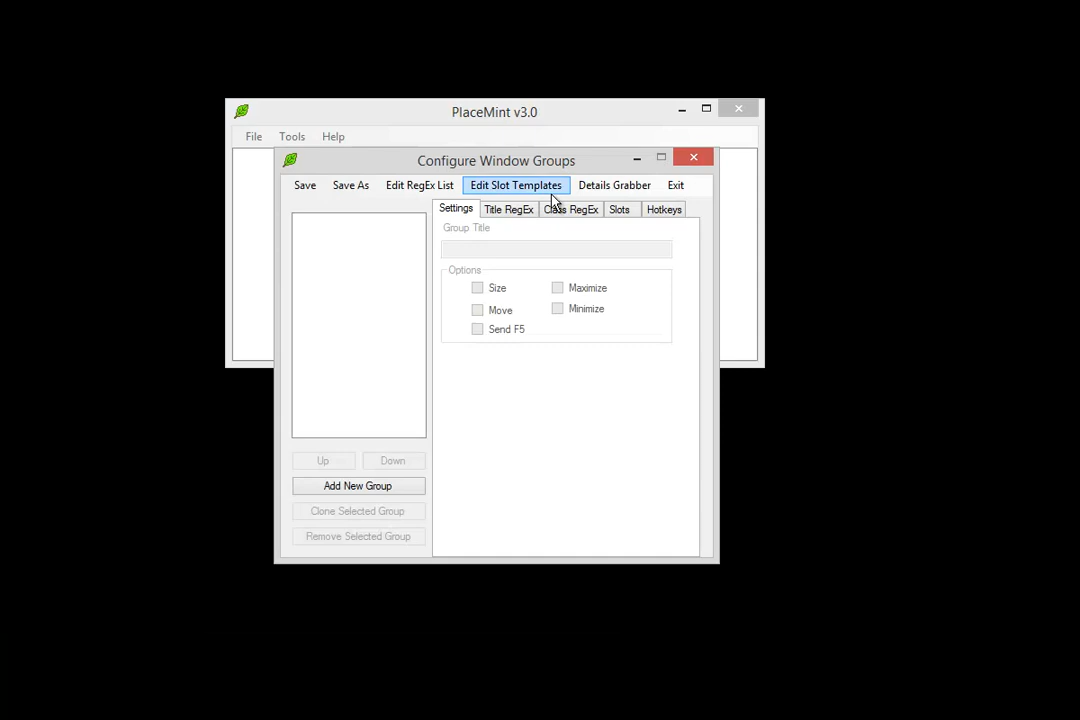 PlaceMint v3.0
File Tools Help
Configure Window Groups
Save Save As Edit RegEx List Edit Slot Templates Details Grabber Exit
Settings Title RegEx Class RegEx Slots Hotkeys
Group Title
Options
Size Maximize
Move Minimize
Send F5
Up Down
Add New Group
Clone Selected Group
Remove Selected Group